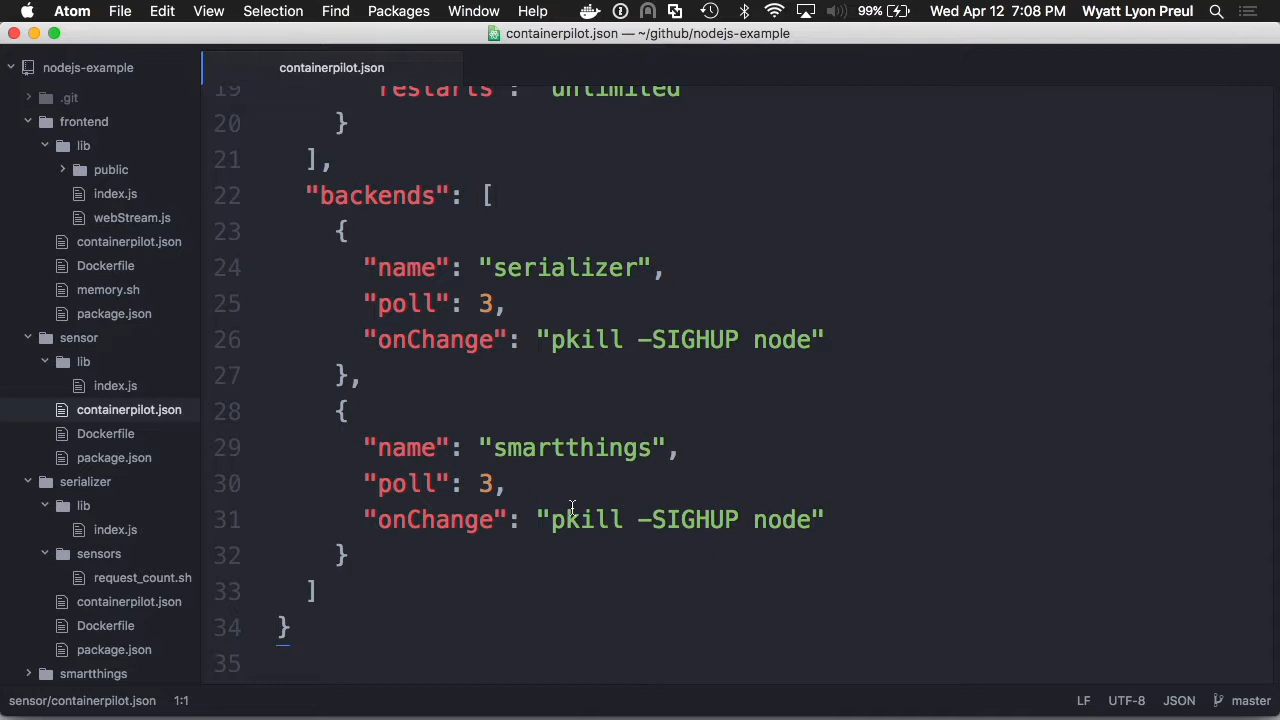 Atom File Edit View Selection Find Packages Window Help 99% Wed Apr 12 7:08 PM Wyatt Lyon Preul
containerpilot.json — ~/github/nodejs-example
nodejs-example
.git
frontend
lib
public
index.js
webStream.js
containerpilot.json
Dockerfile
memory.sh
package.json
sensor
lib
index.js
containerpilot.json
Dockerfile
package.json
serializer
lib
index.js
sensors
request_count.sh
containerpilot.json
Dockerfile
package.json
smartthings
containerpilot.json
19 "restarts": "unlimited"
20 }
21 ],
22 "backends": [
23 {
24 "name": "serializer",
25 "poll": 3,
26 "onChange": "pkill -SIGHUP node"
27 },
28 {
29 "name": "smartthings",
30 "poll": 3,
31 "onChange": "pkill -SIGHUP node"
32 }
33 ]
34 }
35
sensor/containerpilot.json 1:1 LF UTF-8 JSON master